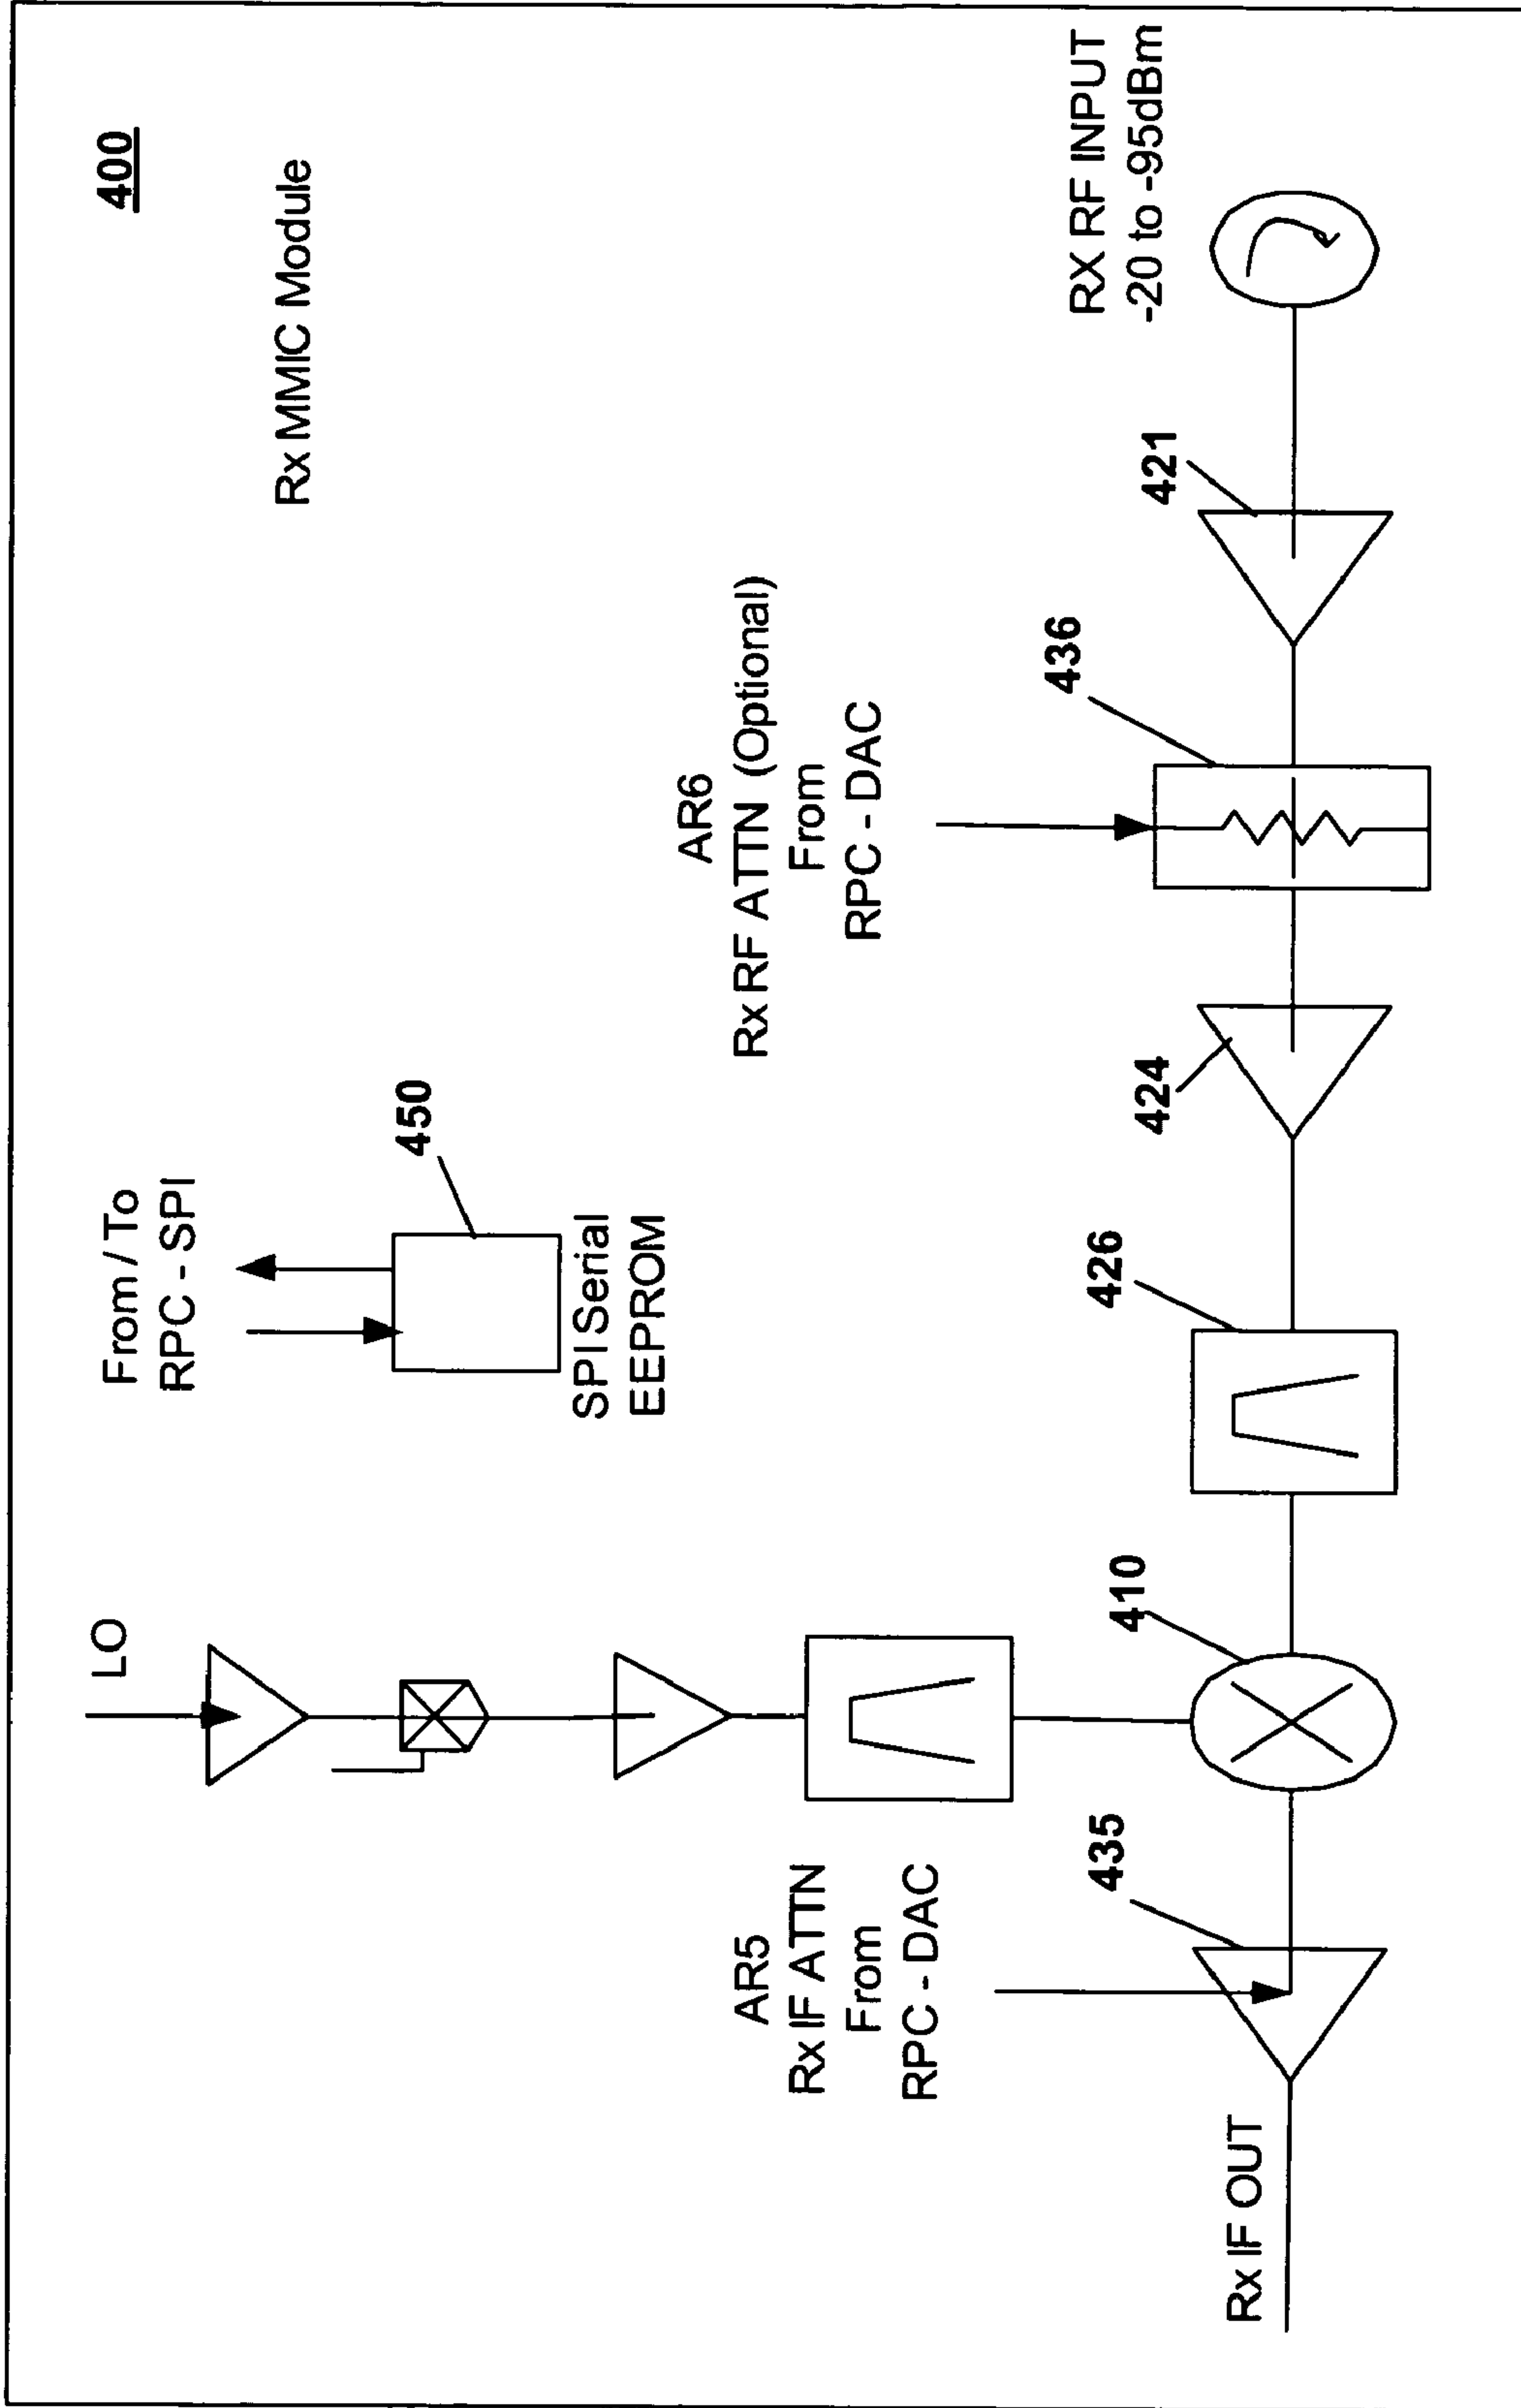 400
Rx MMIC Module
LO
From / To
RPC - SPI
450
SPI Serial
EEPROM
AR6
Rx RF ATTN (Optional)
From
RPC - DAC
AR5
Rx IF ATTN
From
RPC - DAC
RX RF INPUT
-20 to -95dBm
Rx IF OUT
435
410
426
424
436
421